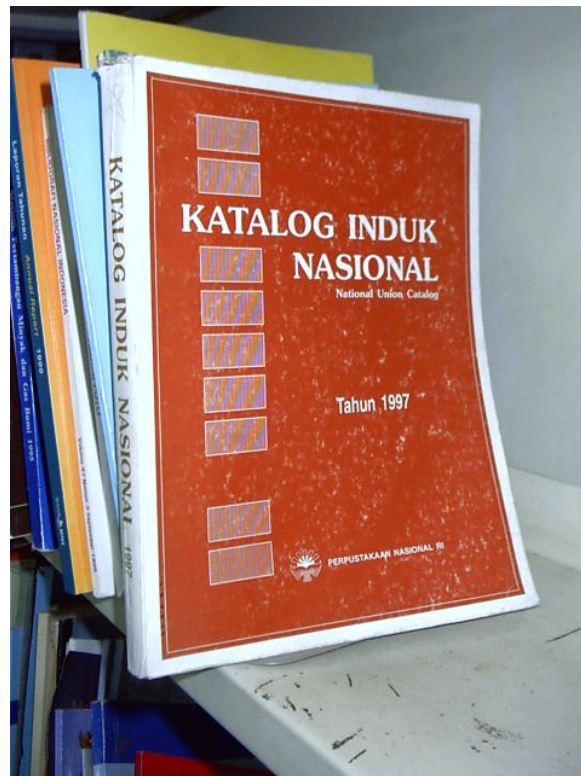 KATALOG INDUK
NASIONAL
National Union Catalog
Tahun 1997
PERPUSTAKAAN NASIONAL RI
KATALOG INDUK NASIONAL 1997
BIBLIOGRAFI NASIONAL INDONESIA
Annual Report 1999
Laporan Tahunan
Pertambangan Minyak dan Gas Bumi 1995